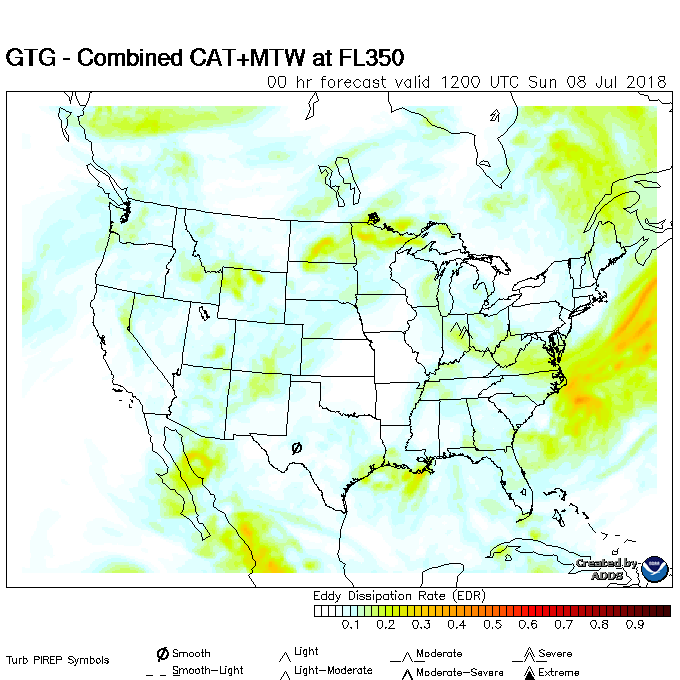 GTG - Combined CAT+MTW at FL350
00 hr forecast valid 1200 UTC Sun 08 Jul 2018
Created by
ADDS
Eddy Dissipation Rate (EDR)
0.1 0.2 0.3 0.4 0.5 0.6 0.7 0.8 0.9
Turb PIREP Symbols
Smooth Light Moderate Severe
Smooth-Light Light-Moderate Moderate-Severe Extreme